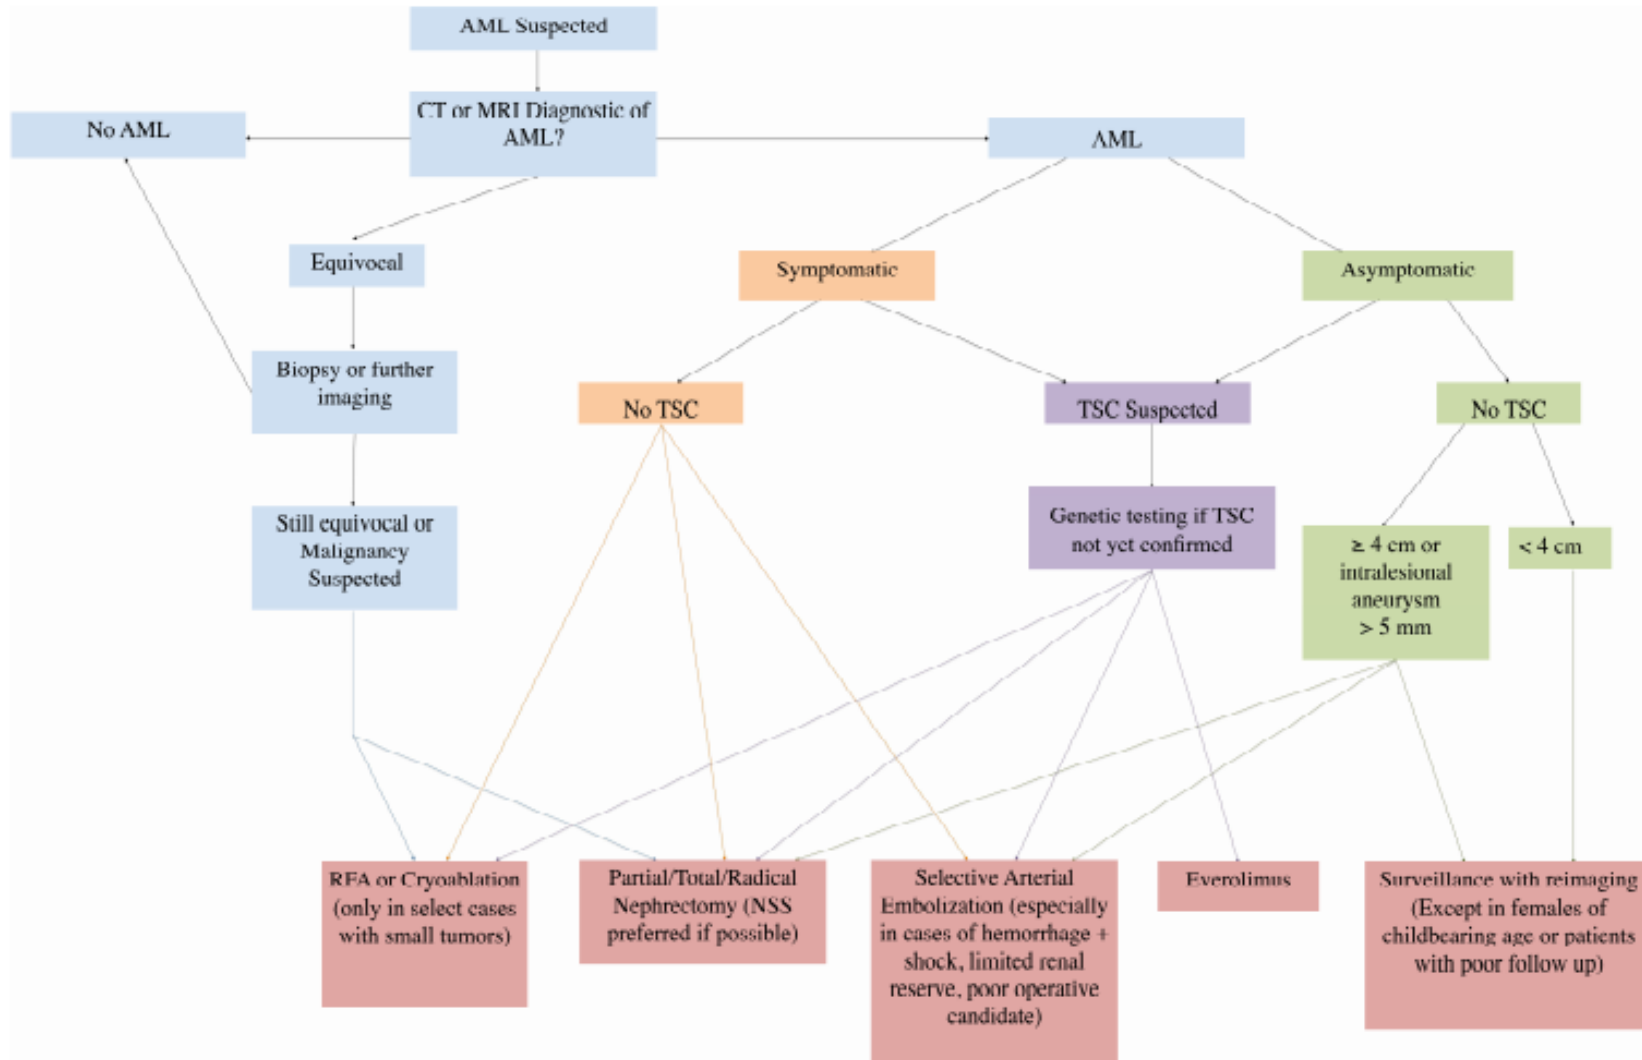 AML Suspected
CT or MRI Diagnostic of
AML?
No AML
AML
Equivocal
Symptomatic
Asymptomatic
Biopsy or further
imaging
No TSC
TSC Suspected
No TSC
Still equivocal or
Malignancy
Suspected
Genetic testing if TSC
not yet confirmed
≥ 4 cm or
intralesional
aneurysm
> 5 mm
< 4 cm
RFA or Cryoablation
(only in select cases
with small tumors)
Partial/Total/Radical
Nephrectomy (NSS
preferred if possible)
Selective Arterial
Embolization (especially
in cases of hemorrhage +
shock, limited renal
reserve, poor operative
candidate)
Everolimus
Surveillance with reimaging
(Except in females of
childbearing age or patients
with poor follow up)